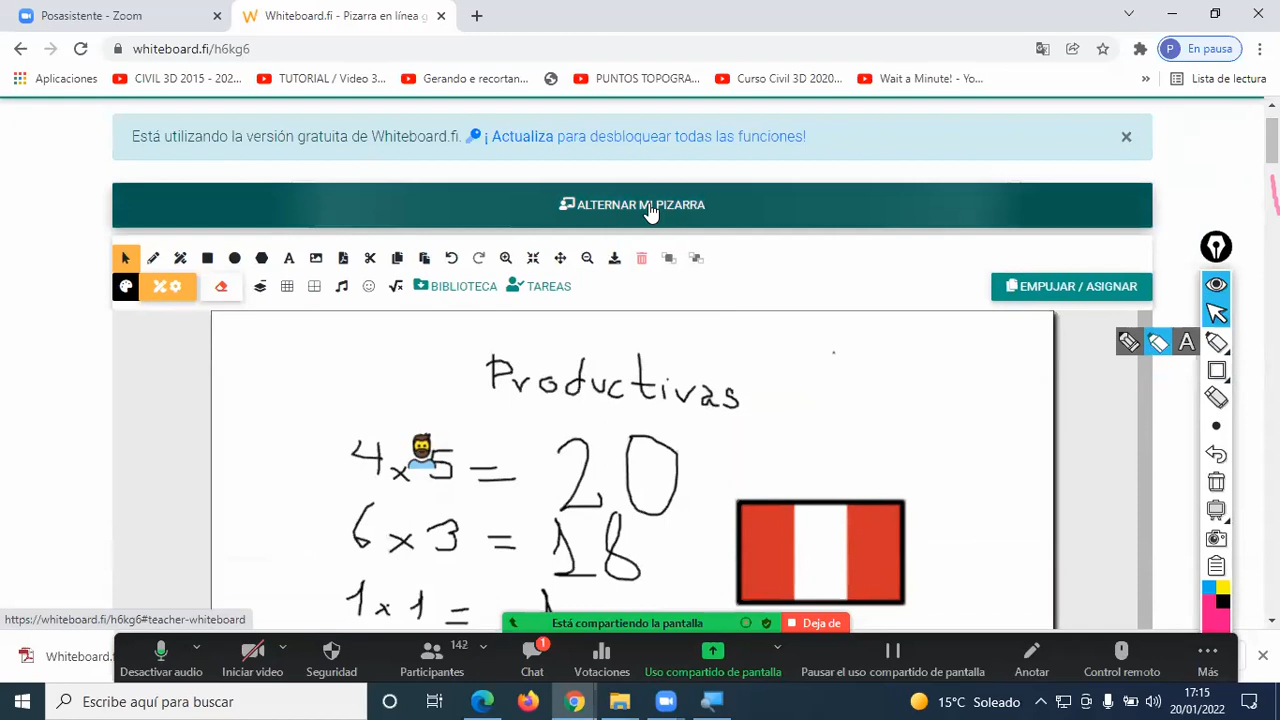 Posasistente - Zoom
Whiteboard.fi - Pizarra en línea g
whiteboard.fi/h6kg6
P En pausa
Aplicaciones
CIVIL 3D 2015 - 202...
TUTORIAL / Video 3...
Gerando e recortan...
PUNTOS TOPOGRA...
Curso Civil 3D 2020...
Wait a Minute! - Yo...
»
Lista de lectura
Está utilizando la versión gratuita de Whiteboard.fi. ¡ Actualiza para desbloquear todas las funciones!
ALTERNAR MI PIZARRA
BIBLIOTECA
TAREAS
EMPUJAR / ASIGNAR
A
Productivas
4 x 5 = 20
6 x 3 = 18
1 x 1 = 1
https://whiteboard.fi/h6kg6#teacher-whiteboard
Está compartiendo la pantalla
Deja de
142
1
Whiteboard.f
Desactivar audio
Iniciar video
Seguridad
Participantes
Chat
Votaciones
Uso compartido de pantalla
Pausar el uso compartido de pantalla
Anotar
Control remoto
Más
Escribe aquí para buscar
15°C Soleado
17:15
20/01/2022